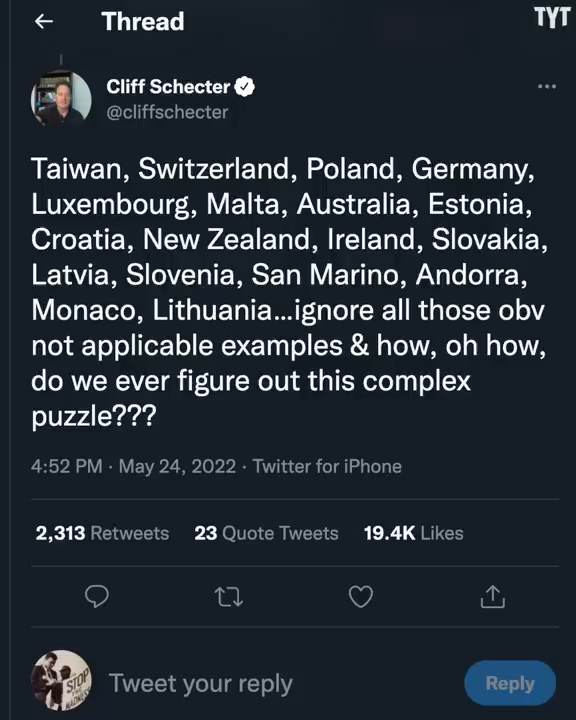 ← Thread
TYT
Cliff Schecter
@cliffschecter
Taiwan, Switzerland, Poland, Germany,
Luxembourg, Malta, Australia, Estonia,
Croatia, New Zealand, Ireland, Slovakia,
Latvia, Slovenia, San Marino, Andorra,
Monaco, Lithuania...ignore all those obv
not applicable examples & how, oh how,
do we ever figure out this complex
puzzle???
4:52 PM · May 24, 2022 · Twitter for iPhone
2,313 Retweets 23 Quote Tweets 19.4K Likes
STOP
Tweet your reply
Reply